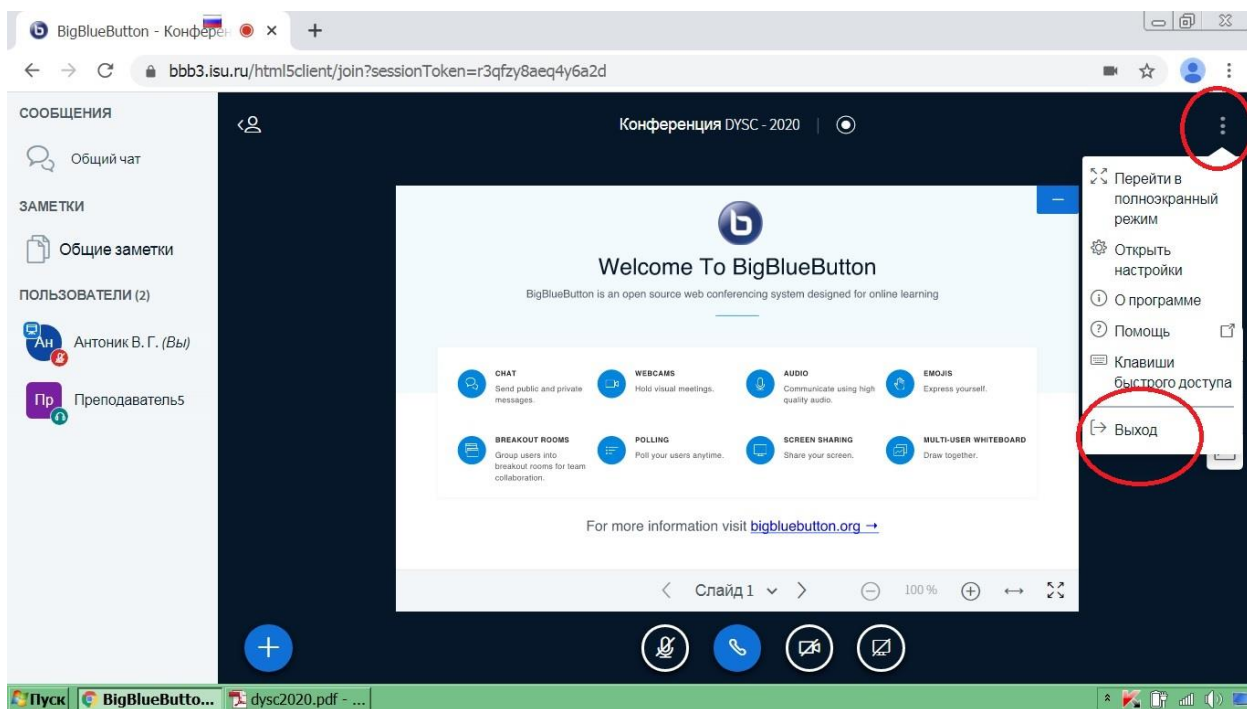 BigBlueButton - Конферен
bbb3.isu.ru/html5client/join?sessionToken=r3qfzy8aeq4y6a2d
СООБЩЕНИЯ
Общий чат
ЗАМЕТКИ
Общие заметки
ПОЛЬЗОВАТЕЛИ (2)
Ан
Антоник В. Г. (Вы)
Пр
Преподаватель5
Конференция DYSC - 2020
Перейти в
полноэкранный
режим
Открыть
настройки
О программе
Помощь
Клавиши
быстрого доступа
Выход
Welcome To BigBlueButton
BigBlueButton is an open source web conferencing system designed for online learning
CHAT
Send public and private
messages.
WEBCAMS
Hold visual meetings.
AUDIO
Communicate using high
quality audio.
EMOJIS
Express yourself.
BREAKOUT ROOMS
Group users into
breakout rooms for team
collaboration.
POLLING
Poll your users anytime.
SCREEN SHARING
Share your screen.
MULTI-USER WHITEBOARD
Draw together.
For more information visit bigbluebutton.org →
Слайд 1
100 %
Пуск
BigBlueButto...
dysc2020.pdf - ...